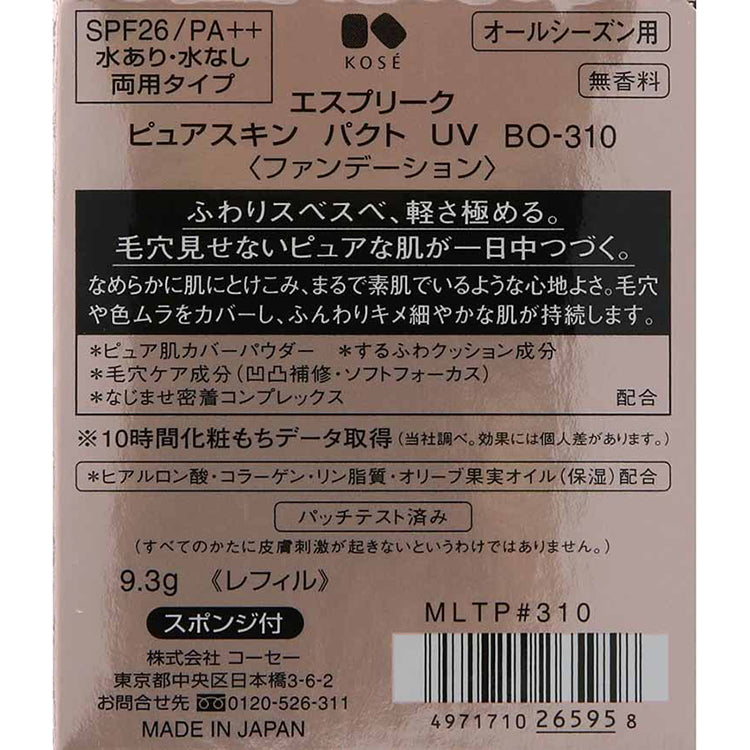 SPF26/PA++
水あり・水なし
両用タイプ
KOSÉ
オールシーズン用
無香料
エスプリーク
ピュアスキン パクト UV BO-310
〈ファンデーション〉
ふわりスベスベ、軽さ極める。
毛穴見せないピュアな肌が一日中つづく。
なめらかに肌にとけこみ、まるで素肌でいるような心地よさ。毛穴
や色ムラをカバーし、ふんわりキメ細やかな肌が持続します。
*ピュア肌カバーパウダー *するふわクッション成分
*毛穴ケア成分(凹凸補修・ソフトフォーカス)
*なじませ密着コンプレックス 配合
※10時間化粧もちデータ取得(当社調べ。効果には個人差があります。)
*ヒアルロン酸・コラーゲン・リン脂質・オリーブ果実オイル(保湿)配合
パッチテスト済み
(すべてのかたに皮膚刺激が起きないというわけではありません。)
9.3g 《レフィル》
スポンジ付
株式会社 コーセー
東京都中央区日本橋3-6-2
お問合せ先 0120-526-311
MADE IN JAPAN
MLTP#310
4971710 265958